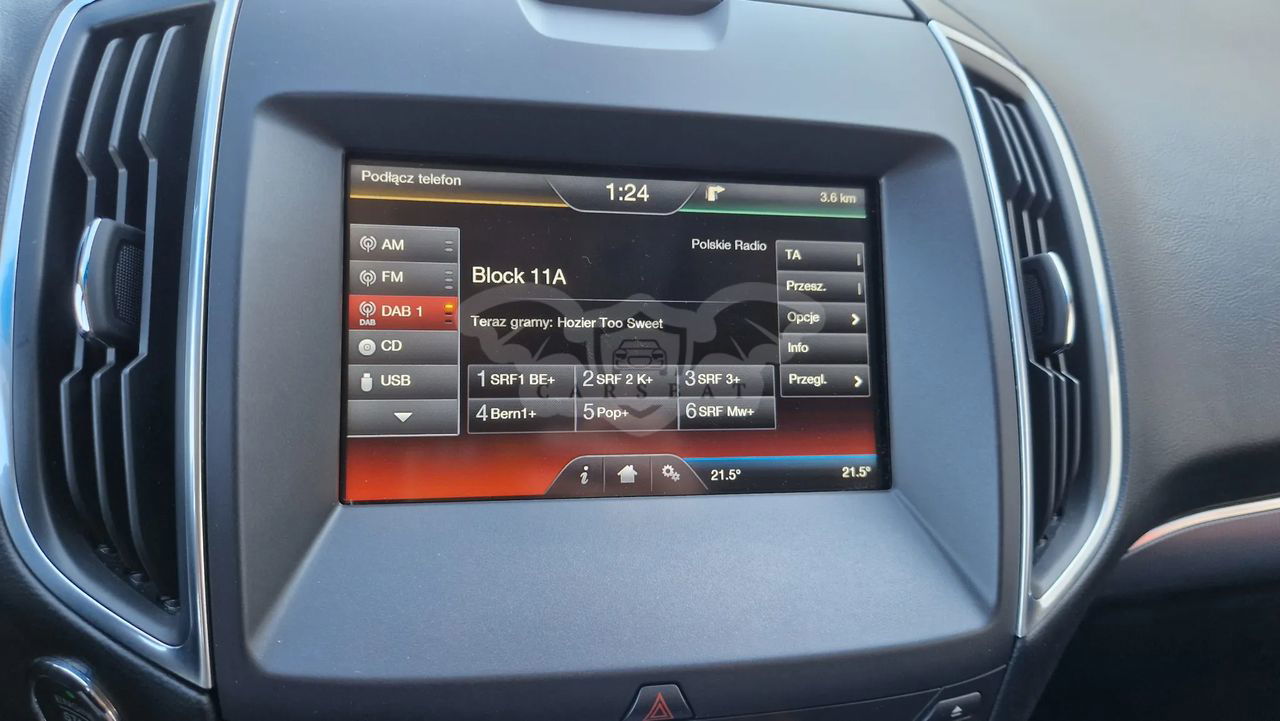 Podłącz telefon
1:24
3.6 km
AM
FM
DAB 1
DAB
CD
USB
Polskie Radio
Block 11A
Teraz gramy: Hozier Too Sweet
1 SRF1 BE+
2 SRF 2 K+
3 SRF 3+
4 Bern1+
5 Pop+
6 SRF Mw+
CARSEAT
TA
Przesz.
Opcje
Info
Przegl.
i
21.5°
21.5°